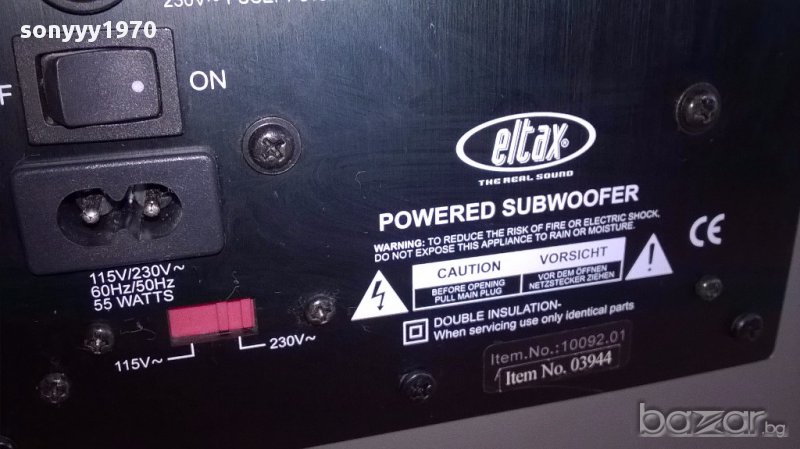 sonyyy1970
230V~
F
ON
eltax®
THE REAL SOUND
POWERED SUBWOOFER
WARNING: TO REDUCE THE RISK OF FIRE OR ELECTRIC SHOCK,
DO NOT EXPOSE THIS APPLIANCE TO RAIN OR MOISTURE.
CE
CAUTION
BEFORE OPENING
PULL MAIN PLUG
VORSICHT
VOR DEM ÖFFNEN
NETZSTECKER ZIEHEN
DOUBLE INSULATION-
When servicing use only identical parts
115V/230V~
60Hz/50Hz
55 WATTS
115V~
230V~
Item.No.:10092.01
Item No. 03944
bazar.bg